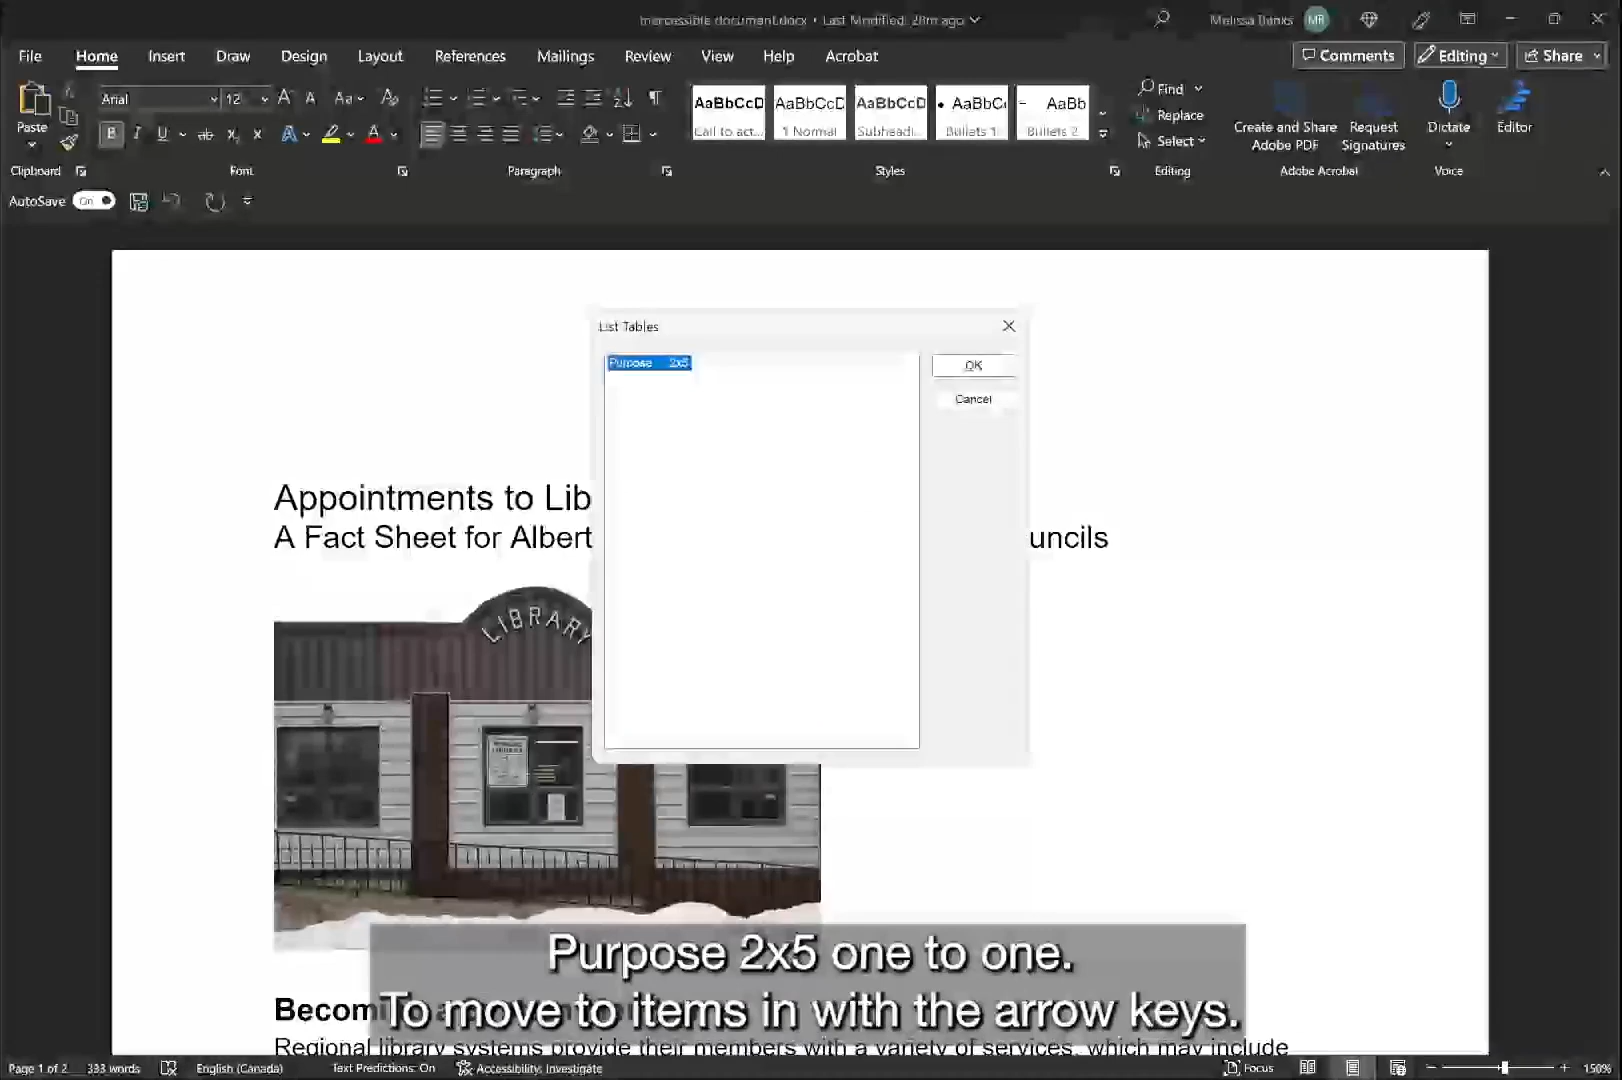 Inaccessible document.docx • Last Modified: 28m ago
Melissa Banks MB
File Home Insert Draw Design Layout References Mailings Review View Help Acrobat
Comments Editing Share
Paste
Arial 12
Aa
AaBbCcD AaBbCcD AaBbCcD • AaBbC - AaBb
Call to act... 1 Normal Subheadi... Bullets 1 Bullets 2
Find
Replace
Select
Create and Share
Adobe PDF
Request
Signatures
Dictate
Editor
Clipboard Font Paragraph Styles Editing Adobe Acrobat Voice
AutoSave On
List Tables
Purpose 2x5
OK
Cancel
Appointments to Lib
A Fact Sheet for Albert uncils
LIBRARY
Purpose 2x5 one to one.
To move to items in with the arrow keys.
Becom
Regional library systems provide their members with a variety of services, which may include
Page 1 of 2 333 words English (Canada) Text Predictions: On Accessibility: Investigate Focus 150%